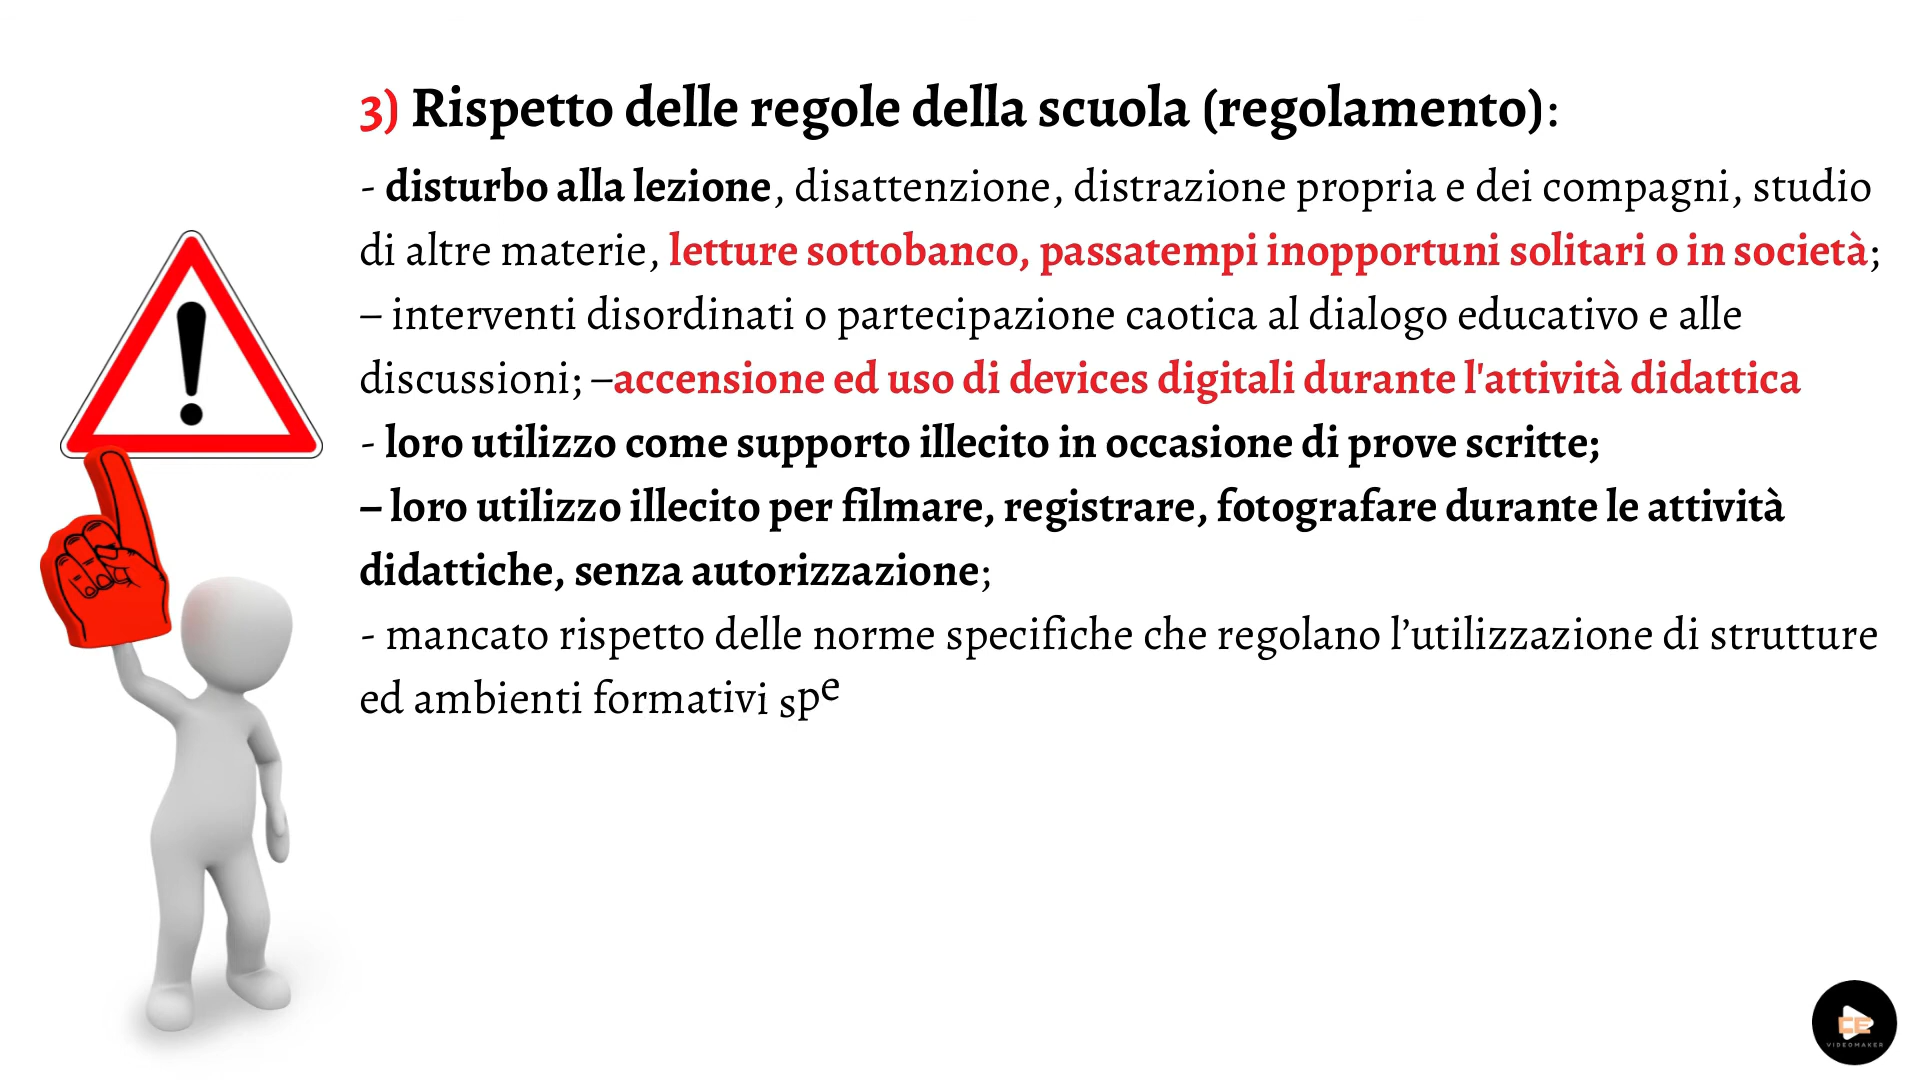 3) Rispetto delle regole della scuola (regolamento):
- disturbo alla lezione, disattenzione, distrazione propria e dei compagni, studio
di altre materie, letture sottobanco, passatempi inopportuni solitari o in società;
– interventi disordinati o partecipazione caotica al dialogo educativo e alle
discussioni; –accensione ed uso di devices digitali durante l'attività didattica
- loro utilizzo come supporto illecito in occasione di prove scritte;
– loro utilizzo illecito per filmare, registrare, fotografare durante le attività
didattiche, senza autorizzazione;
- mancato rispetto delle norme specifiche che regolano l’utilizzazione di strutture
ed ambienti formativi spe
CE
VIDEOMAKER